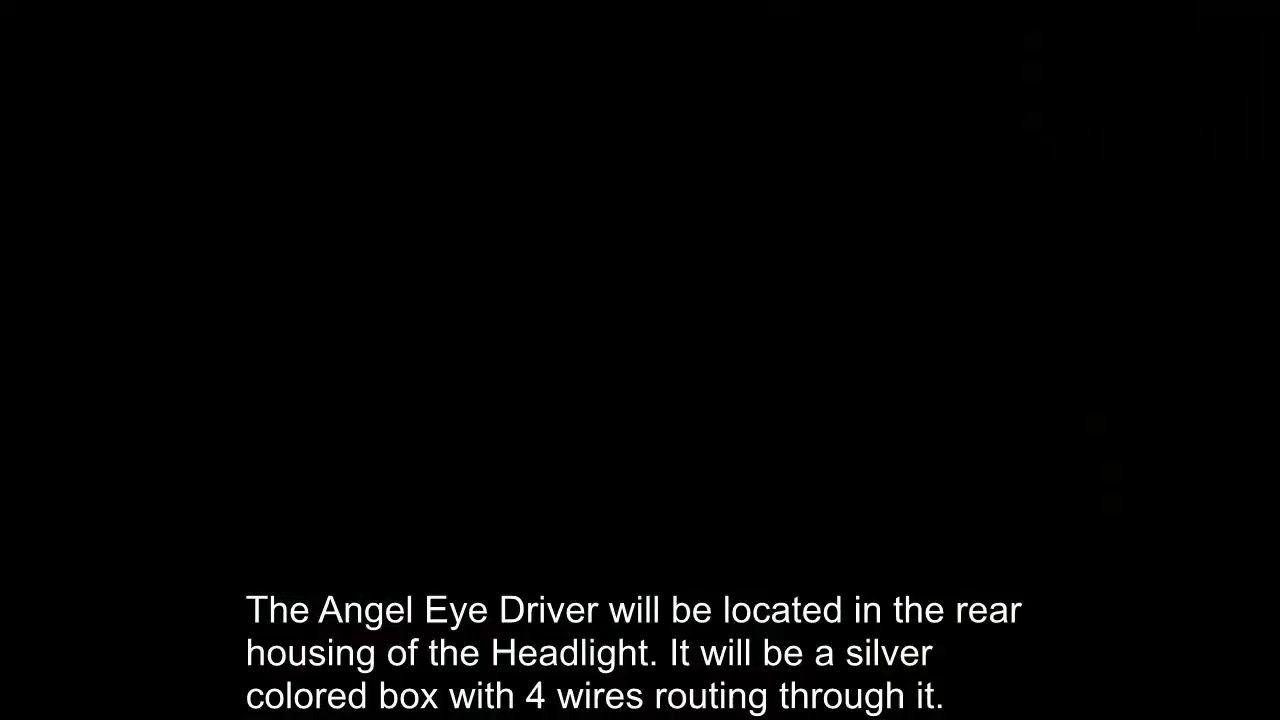 The Angel Eye Driver will be located in the rear
housing of the Headlight. It will be a silver
colored box with 4 wires routing through it.